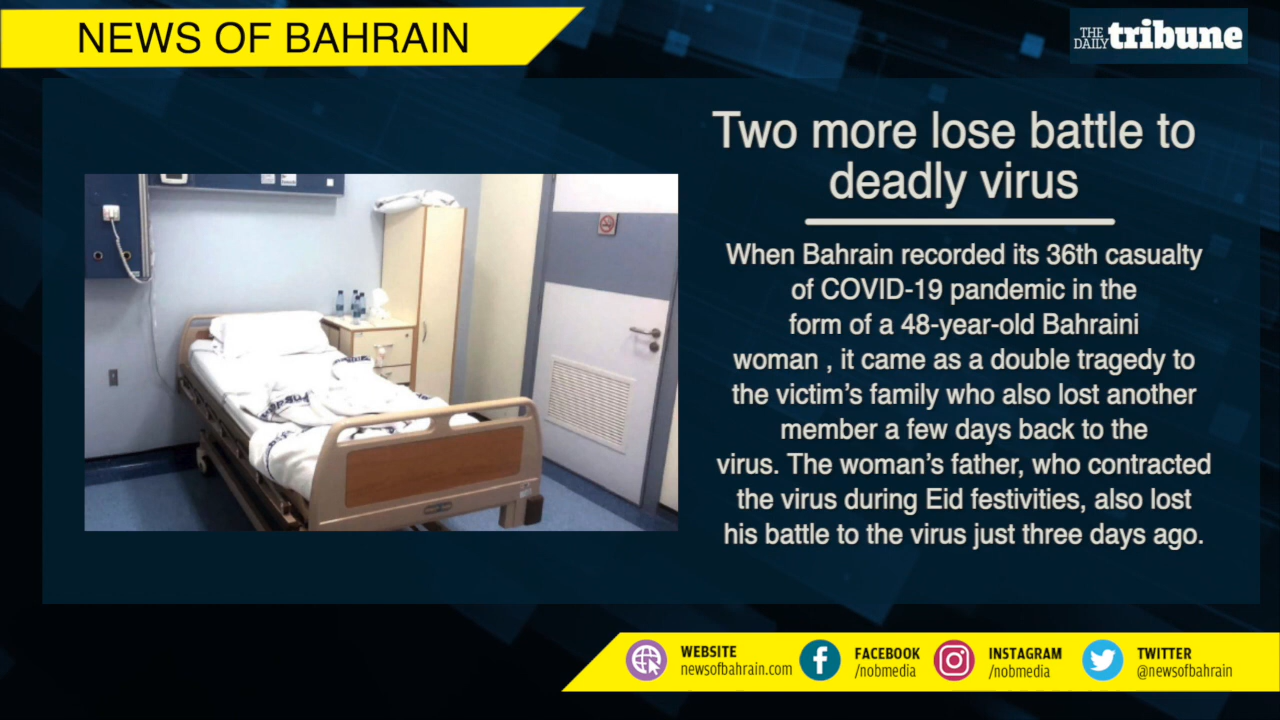 NEWS OF BAHRAIN
THE DAILY tribune
Two more lose battle to
deadly virus
When Bahrain recorded its 36th casualty
of COVID-19 pandemic in the
form of a 48-year-old Bahraini
woman , it came as a double tragedy to
the victim’s family who also lost another
member a few days back to the
virus. The woman’s father, who contracted
the virus during Eid festivities, also lost
his battle to the virus just three days ago.
WEBSITE
newsofbahrain.com
FACEBOOK
/nobmedia
INSTAGRAM
/nobmedia
TWITTER
@newsofbahrain